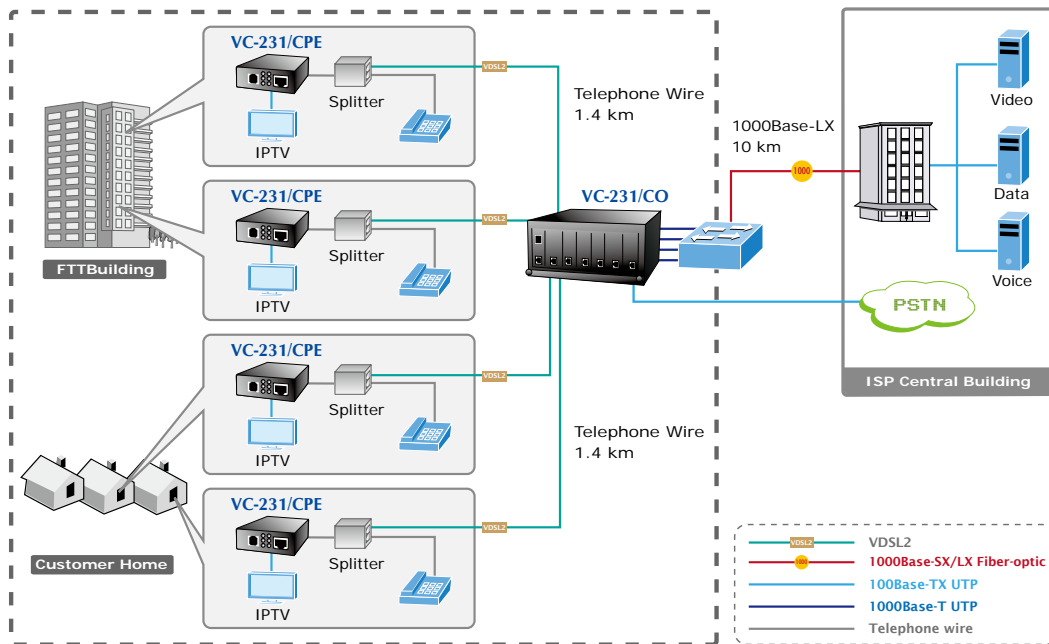 VC-231/CPE
VDSL2
Splitter
IPTV
Telephone Wire
1.4 km
VC-231/CPE
VDSL2
Splitter
IPTV
FTTBuilding
VC-231/CO
1000Base-LX
10 km
1000
Video
Data
Voice
PSTN
ISP Central Building
VC-231/CPE
VDSL2
Splitter
IPTV
Telephone Wire
1.4 km
VC-231/CPE
VDSL2
Splitter
IPTV
Customer Home
VDSL2
VDSL2
1000
1000Base-SX/LX Fiber-optic
100Base-TX UTP
1000Base-T UTP
Telephone wire